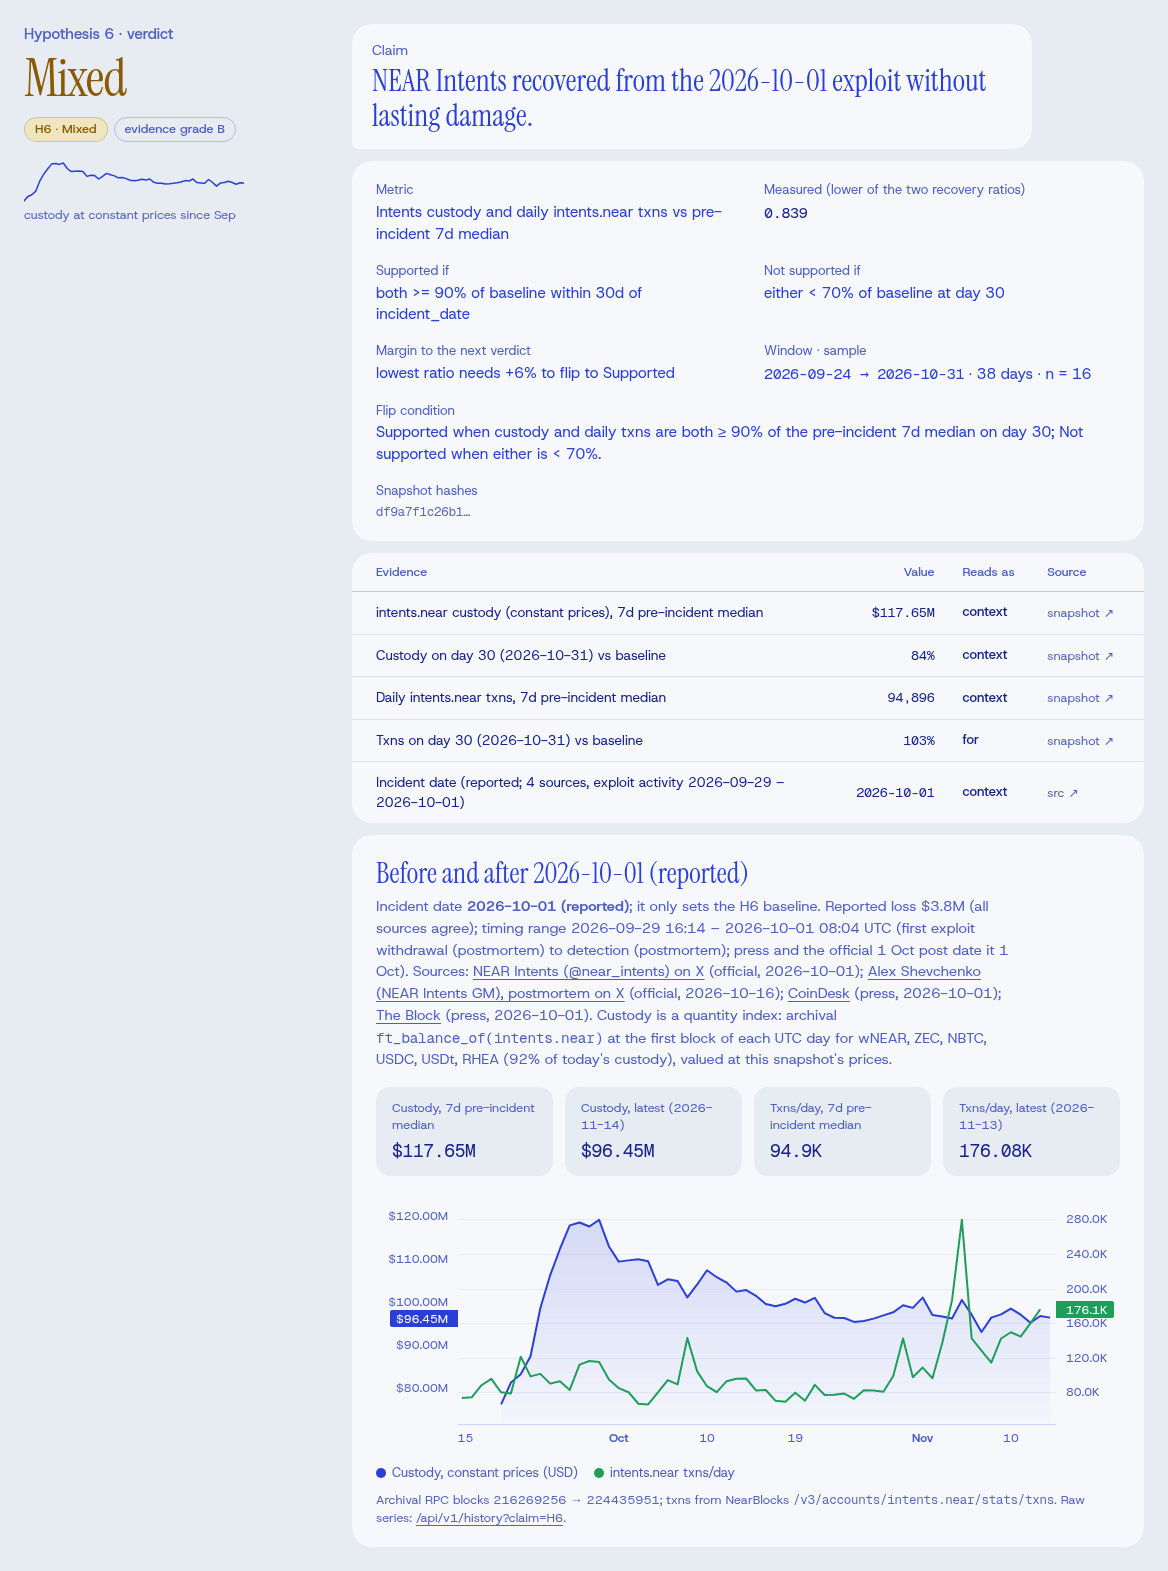 Hypothesis 6 · verdict
Mixed
H6 · Mixed
evidence grade B
custody at constant prices since Sep
Claim
NEAR Intents recovered from the 2026-10-01 exploit without
lasting damage.
Metric
Intents custody and daily intents.near txns vs pre-
incident 7d median
Measured (lower of the two recovery ratios)
0.839
Supported if
both >= 90% of baseline within 30d of
incident_date
Not supported if
either < 70% of baseline at day 30
Margin to the next verdict
lowest ratio needs +6% to flip to Supported
Window · sample
2026-09-24 → 2026-10-31 · 38 days · n = 16
Flip condition
Supported when custody and daily txns are both ≥ 90% of the pre-incident 7d median on day 30; Not
supported when either is < 70%.
Snapshot hashes
df9a7f1c26b1…
Evidence Value Reads as Source
intents.near custody (constant prices), 7d pre-incident median $117.65M context snapshot ↗
Custody on day 30 (2026-10-31) vs baseline 84% context snapshot ↗
Daily intents.near txns, 7d pre-incident median 94,896 context snapshot ↗
Txns on day 30 (2026-10-31) vs baseline 103% for snapshot ↗
Incident date (reported; 4 sources, exploit activity 2026-09-29 –
2026-10-01) 2026-10-01 context src ↗
Before and after 2026-10-01 (reported)
Incident date 2026-10-01 (reported); it only sets the H6 baseline. Reported loss $3.8M (all
sources agree); timing range 2026-09-29 16:14 – 2026-10-01 08:04 UTC (first exploit
withdrawal (postmortem) to detection (postmortem); press and the official 1 Oct post date it 1
Oct). Sources: NEAR Intents (@near_intents) on X (official, 2026-10-01); Alex Shevchenko
(NEAR Intents GM), postmortem on X (official, 2026-10-16); CoinDesk (press, 2026-10-01);
The Block (press, 2026-10-01). Custody is a quantity index: archival
ft_balance_of(intents.near) at the first block of each UTC day for wNEAR, ZEC, NBTC,
USDC, USDt, RHEA (92% of today's custody), valued at this snapshot's prices.
Custody, 7d pre-incident
median
$117.65M
Custody, latest (2026-
11-14)
$96.45M
Txns/day, 7d pre-
incident median
94.9K
Txns/day, latest (2026-
11-13)
176.08K
$120.00M
$110.00M
$100.00M
$96.45M
$90.00M
$80.00M
280.0K
240.0K
200.0K
176.1K
160.0K
120.0K
80.0K
15 Oct 10 19 Nov 10
Custody, constant prices (USD) intents.near txns/day
Archival RPC blocks 216269256 → 224435951; txns from NearBlocks /v3/accounts/intents.near/stats/txns. Raw
series: /api/v1/history?claim=H6.